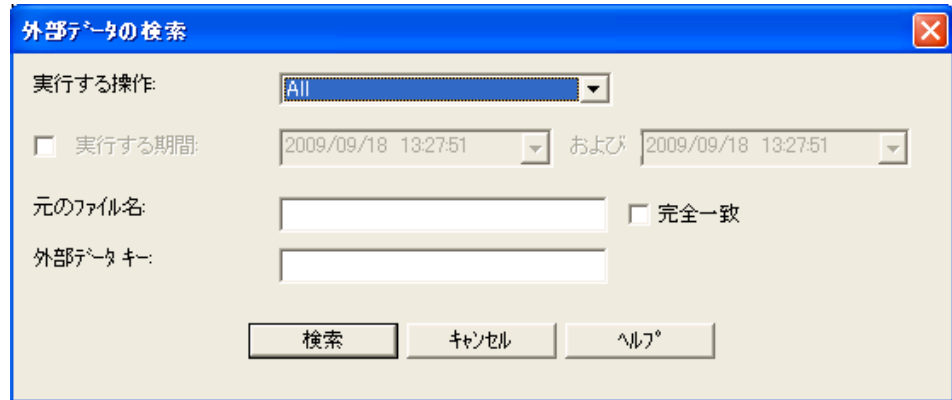 外部ﾃﾞｰﾀの検索
実行する操作: All
実行する期間: 2009/09/18 13:27:51 および 2009/09/18 13:27:51
元のﾌｧｲﾙ名: 完全一致
外部ﾃﾞｰﾀ ｷｰ:
検索 ｷｬﾝｾﾙ ﾍﾙﾌﾟ